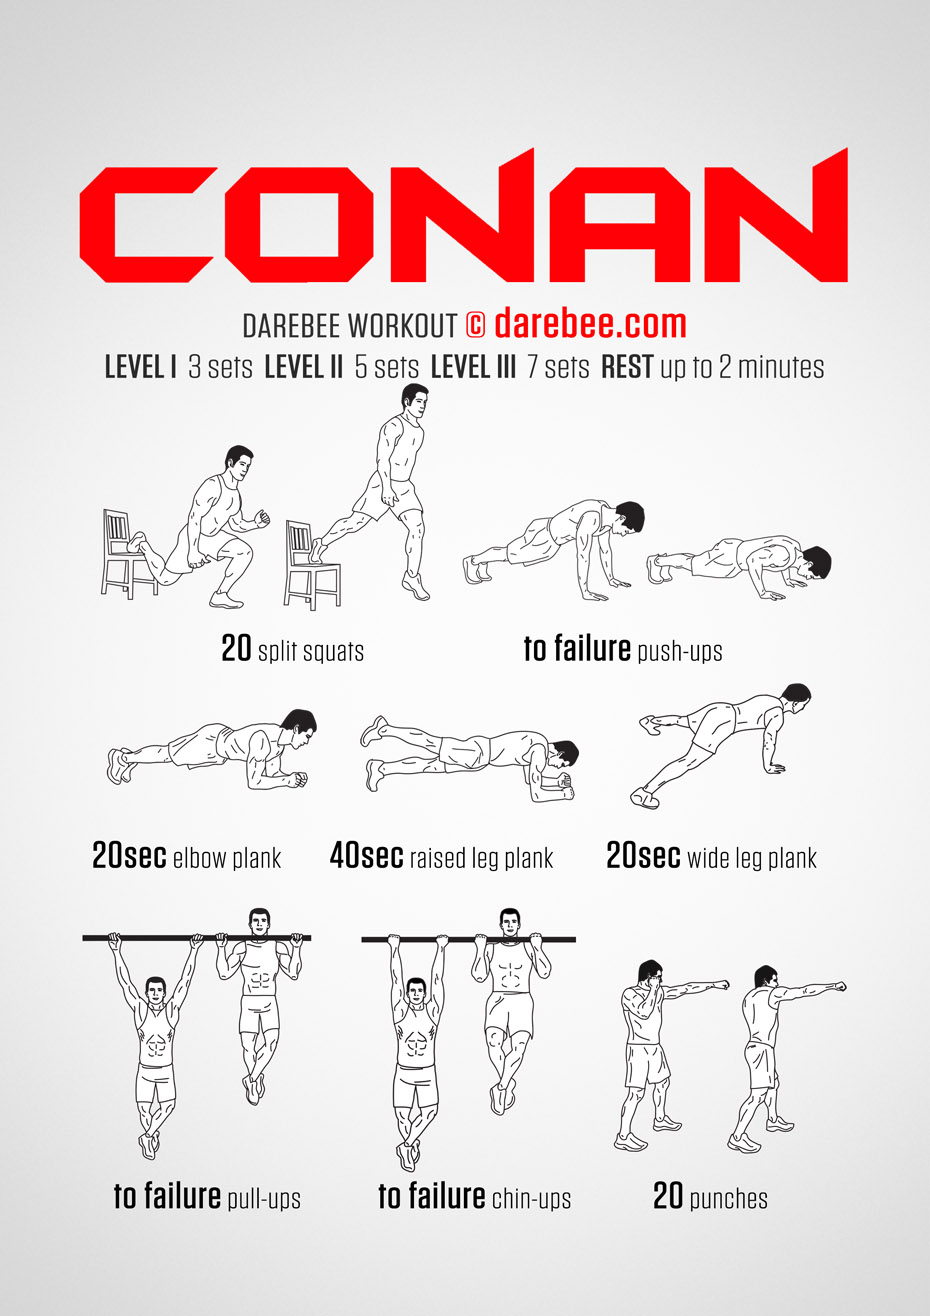 CONAN
DAREBEE WORKOUT © darebee.com
LEVEL I 3 sets LEVEL II 5 sets LEVEL III 7 sets REST up to 2 minutes
20 split squats
to failure push-ups
20sec elbow plank
40sec raised leg plank
20sec wide leg plank
to failure pull-ups
to failure chin-ups
20 punches